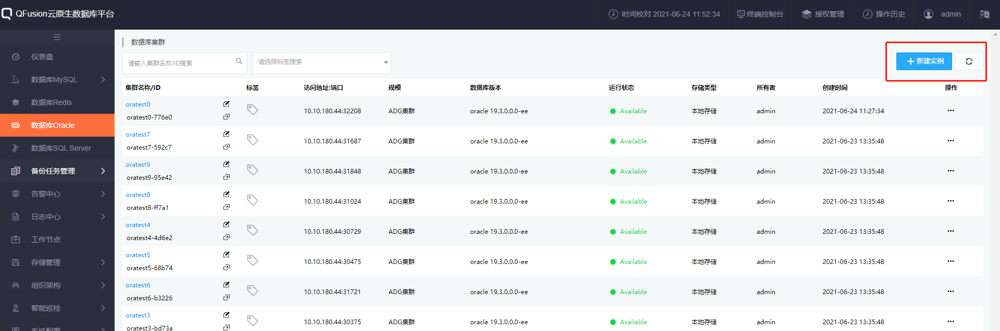 QFusion云原生数据库平台
时间校对 2021-06-24 11:52:34
终端控制台
授权管理
操作历史
admin
仪表盘
数据库MySQL
数据库Redis
数据库Oracle
数据库SQL Server
备份任务管理
告警中心
日志中心
工作节点
存储管理
组织架构
智能巡检
系统配置
数据库集群
请输入集群名称/ID搜索
请选择标签搜索
新建实例
集群名称/ID 标签 访问地址:端口 规模 数据库版本 运行状态 存储类型 所有者 创建时间 操作
oratest0
oratest0-776e0 10.10.180.44:32208 ADG集群 oracle 19.3.0.0.0-ee Available 本地存储 admin 2021-06-24 11:27:34
oratest7
oratest7-592c7 10.10.180.44:31687 ADG集群 oracle 19.3.0.0.0-ee Available 本地存储 admin 2021-06-23 13:35:48
oratest9
oratest9-95e42 10.10.180.44:31848 ADG集群 oracle 19.3.0.0.0-ee Available 本地存储 admin 2021-06-23 13:35:48
oratest8
oratest8-ff7a1 10.10.180.44:31024 ADG集群 oracle 19.3.0.0.0-ee Available 本地存储 admin 2021-06-23 13:35:48
oratest4
oratest4-4d6e2 10.10.180.44:30729 ADG集群 oracle 19.3.0.0.0-ee Available 本地存储 admin 2021-06-23 13:35:48
oratest5
oratest5-68b74 10.10.180.44:30475 ADG集群 oracle 19.3.0.0.0-ee Available 本地存储 admin 2021-06-23 13:35:48
oratest6
oratest6-b3226 10.10.180.44:31721 ADG集群 oracle 19.3.0.0.0-ee Available 本地存储 admin 2021-06-23 13:35:48
oratest3
oratest3-bd73a 10.10.180.44:30375 ADG集群 oracle 19.3.0.0.0-ee Available 本地存储 admin 2021-06-23 13:35:48